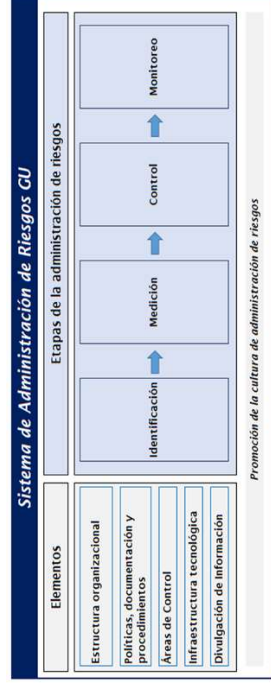 Sistema de Administración de Riesgos GU
Elementos
Estructura organizacional
Políticas, documentación y
procedimientos
Áreas de Control
Infraestructura tecnológica
Divulgación de Información
Etapas de la administración de riesgos
Identificación
Medición
Control
Monitoreo
Promoción de la cultura de administración de riesgos